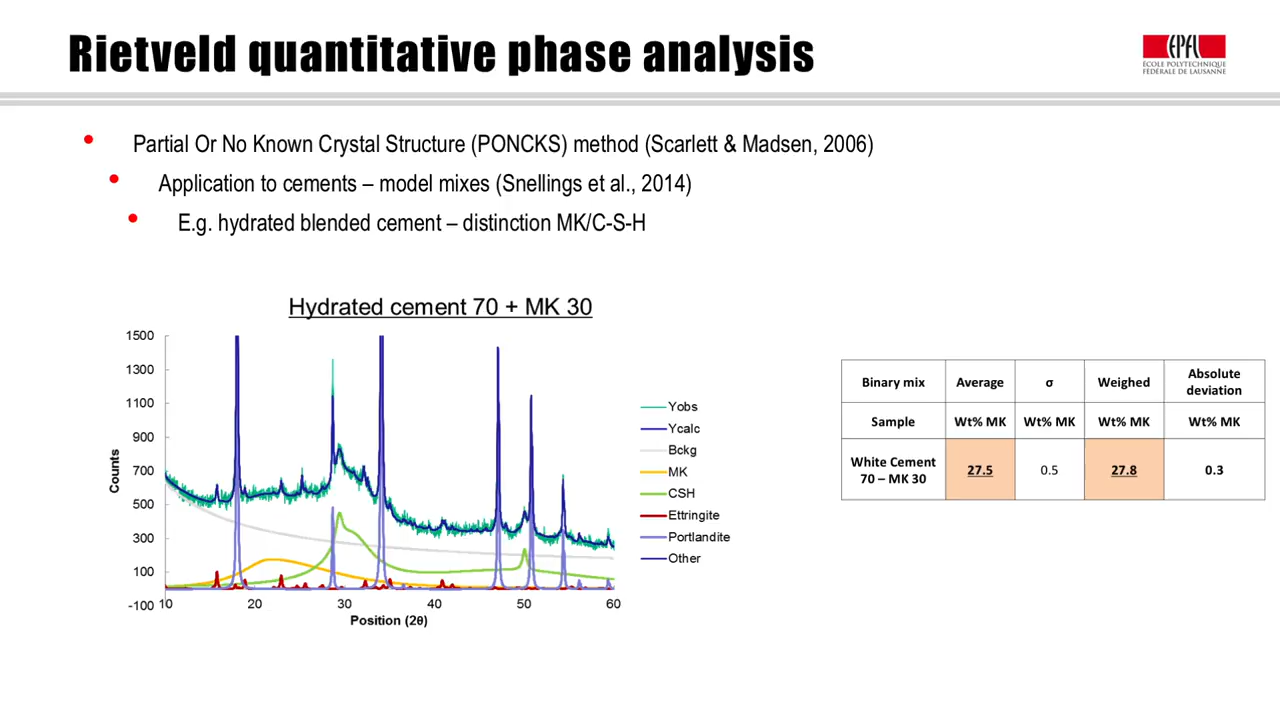 Rietveld quantitative phase analysis
EPFL
ÉCOLE POLYTECHNIQUE
FÉDÉRALE DE LAUSANNE
• Partial Or No Known Crystal Structure (PONCKS) method (Scarlett & Madsen, 2006)
• Application to cements – model mixes (Snellings et al., 2014)
• E.g. hydrated blended cement – distinction MK/C-S-H
Hydrated cement 70 + MK 30
1500
1300
1100
900
700
500
300
100
-100
Counts
10 20 30 40 50 60
Position (2θ)
Yobs
Ycalc
Bckg
MK
CSH
Ettringite
Portlandite
Other
Binary mix Average σ Weighed Absolute deviation
Sample Wt% MK Wt% MK Wt% MK Wt% MK
White Cement 70 – MK 30 27.5 0.5 27.8 0.3